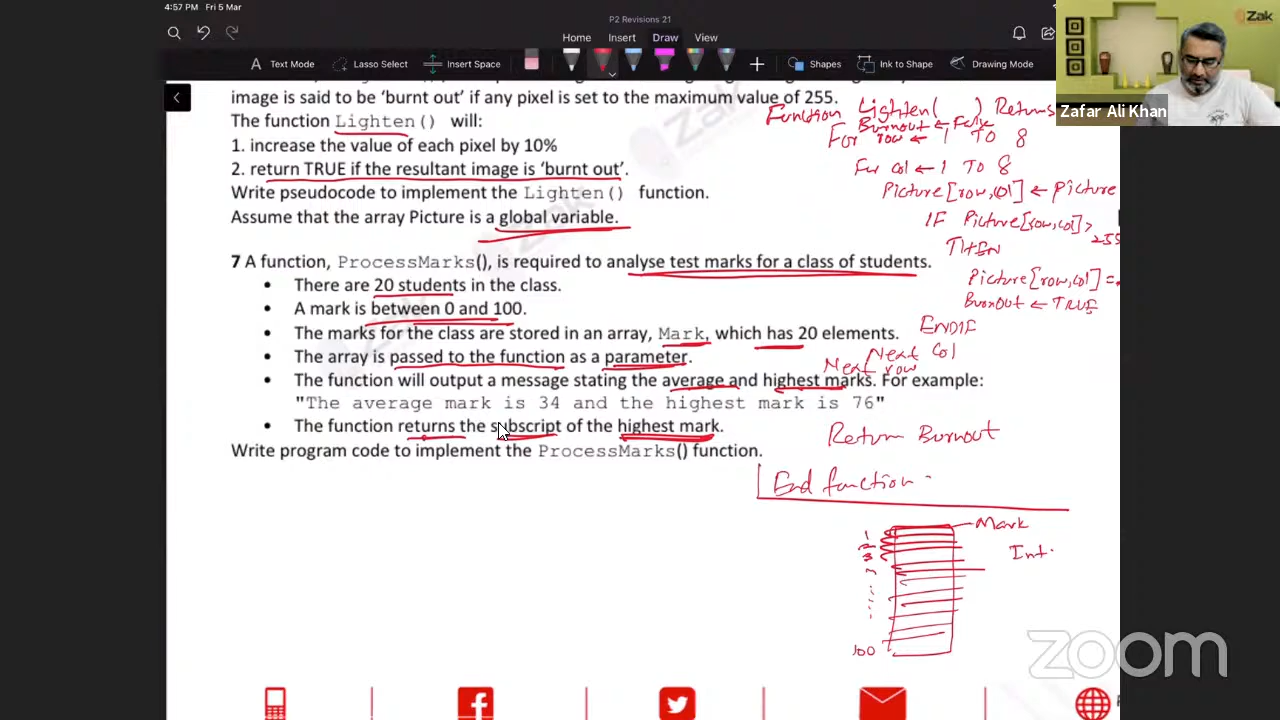 4:57 PM Fri 5 Mar
P2 Revisions 21
Home Insert Draw View
Text Mode Lasso Select Insert Space Shapes Ink to Shape Drawing Mode
Zak
Zafar Ali Khan
image is said to be ‘burnt out’ if any pixel is set to the maximum value of 255.
The function Lighten() will:
1. increase the value of each pixel by 10%
2. return TRUE if the resultant image is ‘burnt out’.
Write pseudocode to implement the Lighten() function.
Assume that the array Picture is a global variable.
7 A function, ProcessMarks(), is required to analyse test marks for a class of students.
• There are 20 students in the class.
• A mark is between 0 and 100.
• The marks for the class are stored in an array, Mark, which has 20 elements.
• The array is passed to the function as a parameter.
• The function will output a message stating the average and highest marks. For example:
"The average mark is 34 and the highest mark is 76"
• The function returns the subscript of the highest mark.
Write program code to implement the ProcessMarks() function.
Function Lighten( ) Returns
Burnout ← False
For row ← 1 TO 8
For col ← 1 TO 8
Picture[row,col] ← Picture
IF Picture[row,col] >
255
THEN
Picture[row,col] =
Burnout ← TRUE
ENDIF
Next Col
Next row
Return Burnout
End function
Mark
1
2
3
Int
100
zoom